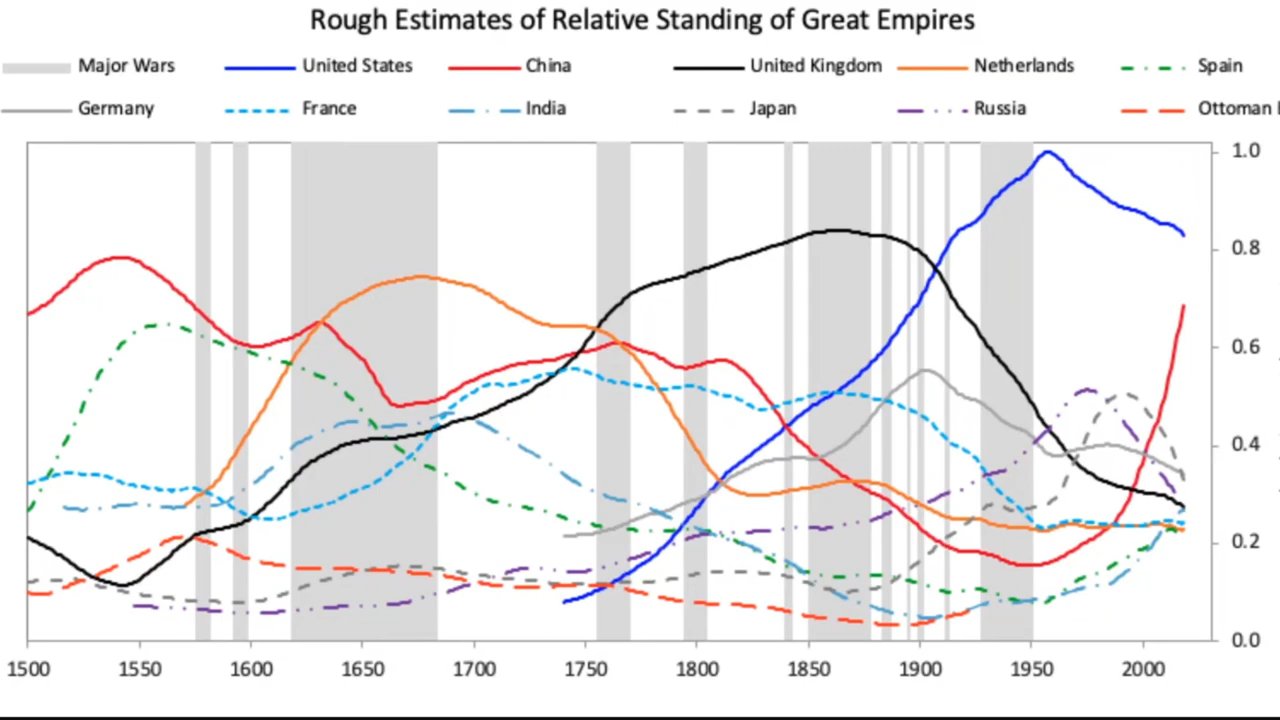 Rough Estimates of Relative Standing of Great Empires
Major Wars United States China United Kingdom Netherlands Spain
Germany France India Japan Russia Ottoman
1.0
0.8
0.6
0.4
0.2
0.0
1500 1550 1600 1650 1700 1750 1800 1850 1900 1950 2000